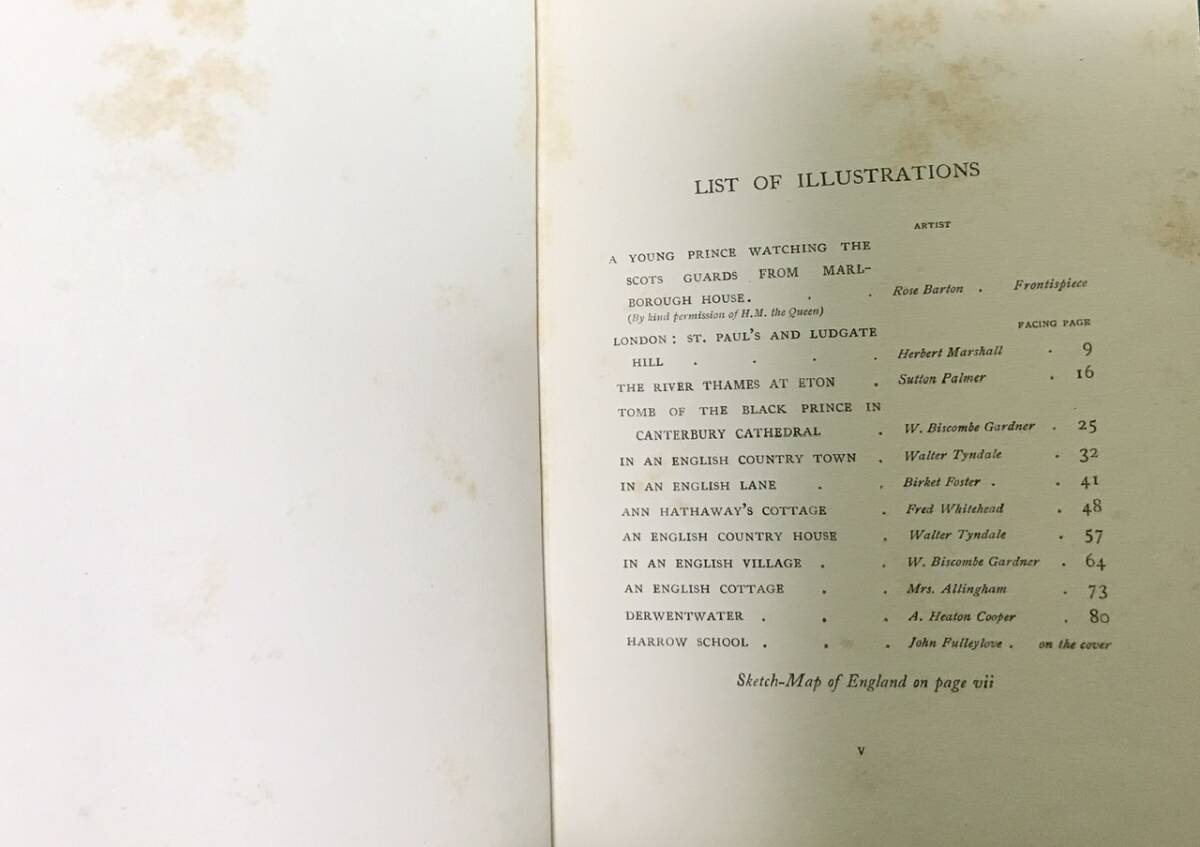 LIST OF ILLUSTRATIONS
ARTIST
A YOUNG PRINCE WATCHING THE
SCOTS GUARDS FROM MARL-
BOROUGH HOUSE. . . Rose Barton . Frontispiece
(By kind permission of H.M. the Queen)
FACING PAGE
LONDON: ST. PAUL'S AND LUDGATE
HILL . . . . Herbert Marshall . 9
THE RIVER THAMES AT ETON . Sutton Palmer . 16
TOMB OF THE BLACK PRINCE IN
CANTERBURY CATHEDRAL . W. Biscombe Gardner . 25
IN AN ENGLISH COUNTRY TOWN . Walter Tyndale . 32
IN AN ENGLISH LANE . . Birket Foster . . 41
ANN HATHAWAY'S COTTAGE . Fred Whitehead . 48
AN ENGLISH COUNTRY HOUSE . Walter Tyndale . 57
IN AN ENGLISH VILLAGE . . W. Biscombe Gardner . 64
AN ENGLISH COTTAGE . . Mrs. Allingham . 73
DERWENTWATER . . . A. Heaton Cooper . 80
HARROW SCHOOL . . . John Fulleylove . on the cover
Sketch-Map of England on page vii
v